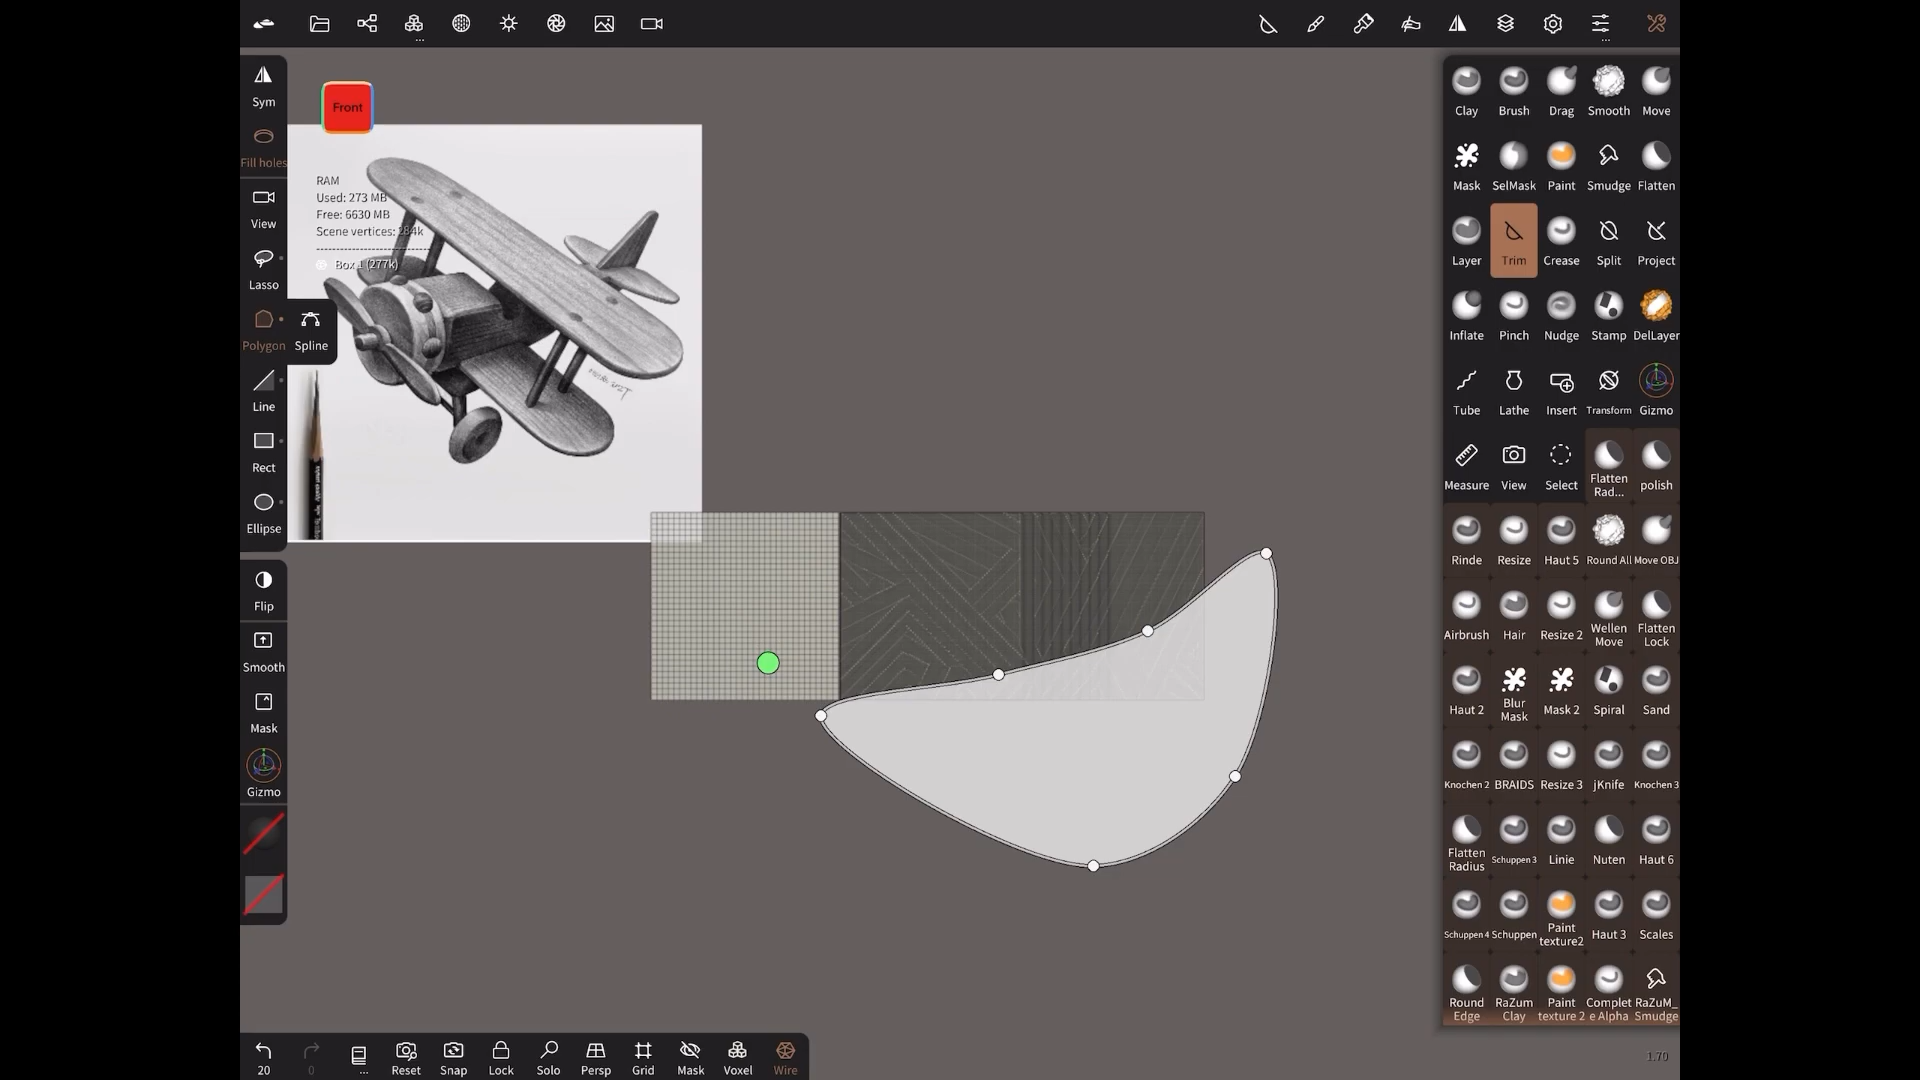 Sym
Fill holes
View
Lasso
Polygon
Spline
Line
Rect
Ellipse
Flip
Smooth
Mask
Gizmo
Front
RAM
Used: 273 MB
Free: 6630 MB
Scene vertices: 284k
Box 1 (277k)
Clay Brush Drag Smooth Move
Mask SelMask Paint Smudge Flatten
Layer Trim Crease Split Project
Inflate Pinch Nudge Stamp DelLayer
Tube Lathe Insert Transform Gizmo
Measure View Select Flatten Rad... polish
Rinde Resize Haut 5 Round All Move OBJ
Airbrush Hair Resize 2 Wellen Move Flatten Lock
Haut 2 Blur Mask Mask 2 Spiral Sand
Knochen 2 BRAIDS Resize 3 jKnife Knochen 3
Flatten Radius Schuppen 3 Linie Nuten Haut 6
Schuppen 4 Schuppen Paint texture2 Haut 3 Scales
Round Edge RaZum Clay Paint texture 2 Complet e Alpha RaZuM_ Smudge
20 0 ... Reset Snap Lock Solo Persp Grid Mask Voxel Wire
1.70